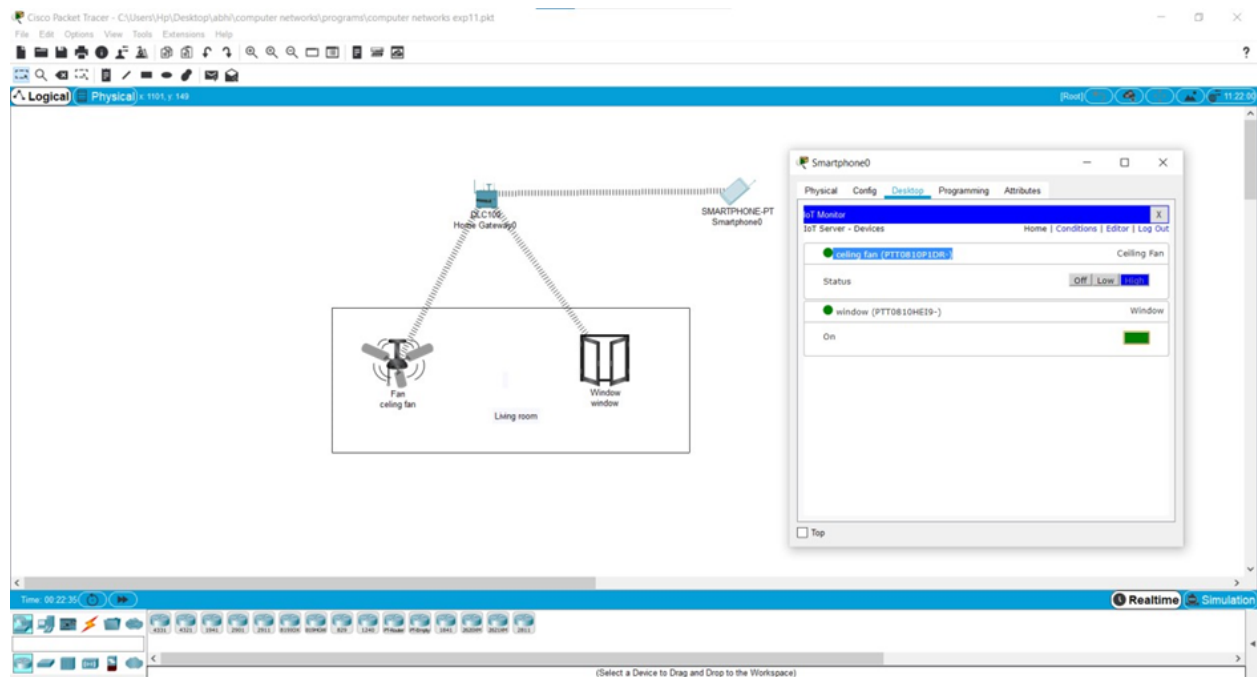 Cisco Packet Tracer - C:\Users\Hp\Desktop\abhi\computer networks\programs\computer networks exp11.pkt
File Edit Options View Tools Extensions Help
?
Logical Physical x: 1101, y: 149 [Root] 11:22:00
Smartphone0
Physical Config Desktop Programming Attributes
IoT Monitor X
IoT Server - Devices Home | Conditions | Editor | Log Out
celing fan (PTT0810P1DR-) Ceiling Fan
Status Off Low High
window (PTT0810HEI9-) Window
On
Top
DLC100
Home Gateway0
SMARTPHONE-PT
Smartphone0
Fan
celing fan
Window
window
Living room
Time: 00:22:35 Realtime Simulation
4331 4321 1941 2901 2911 819IOX 819HGW 829 1240 PT-Router PT-Empty 1841 2620XM 2621XM 2811
(Select a Device to Drag and Drop to the Workspace)